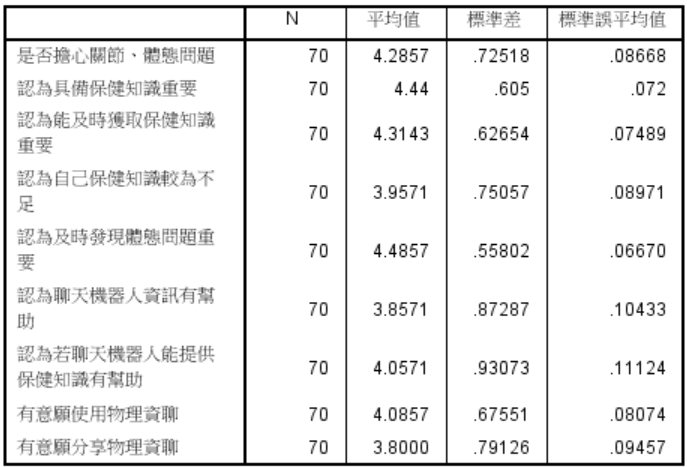 N 平均值 標準差 標準誤平均值
是否擔心關節、體態問題 70 4.2857 .72518 .08668
認為具備保健知識重要 70 4.44 .605 .072
認為能及時獲取保健知識
重要 70 4.3143 .62654 .07489
認為自己保健知識較為不
足 70 3.9571 .75057 .08971
認為及時發現體態問題重
要 70 4.4857 .55802 .06670
認為聊天機器人資訊有幫
助 70 3.8571 .87287 .10433
認為若聊天機器人能提供
保健知識有幫助 70 4.0571 .93073 .11124
有意願使用物理資聊 70 4.0857 .67551 .08074
有意願分享物理資聊 70 3.8000 .79126 .09457